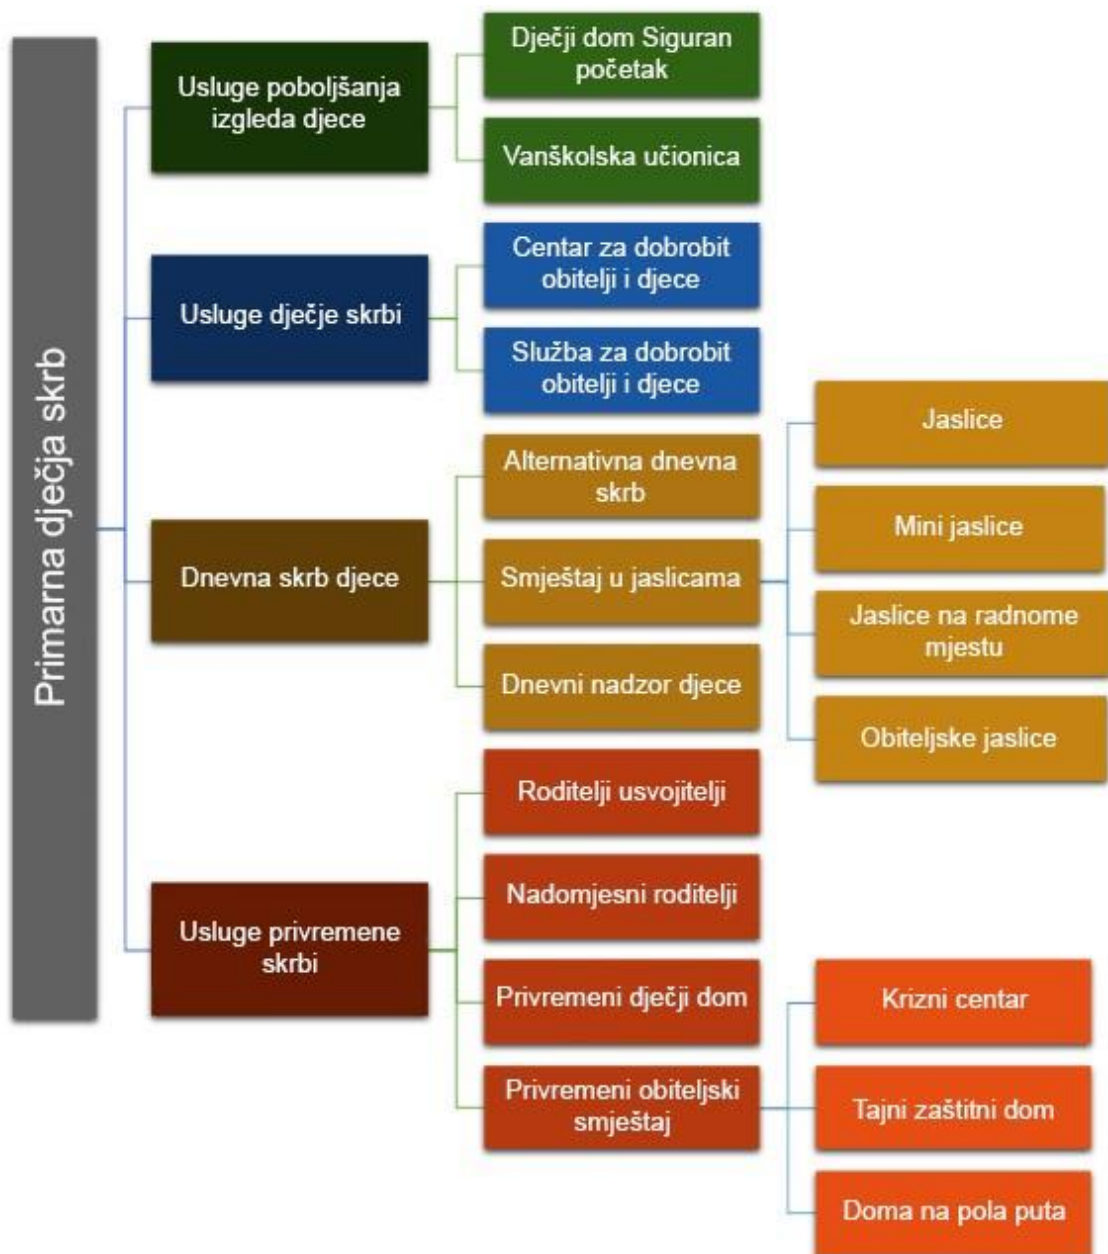 Primarna dječja skrb
Usluge poboljšanja
izgleda djece
Dječji dom Siguran
početak
Vanškolska učionica
Usluge dječje skrbi
Centar za dobrobit
obitelji i djece
Služba za dobrobit
obitelji i djece
Dnevna skrb djece
Alternativna dnevna
skrb
Smještaj u jaslicama
Jaslice
Mini jaslice
Jaslice na radnome
mjestu
Obiteljske jaslice
Dnevni nadzor djece
Usluge privremene
skrbi
Roditelji usvojitelji
Nadomjesni roditelji
Privremeni dječji dom
Privremeni obiteljski
smještaj
Krizni centar
Tajni zaštitni dom
Doma na pola puta